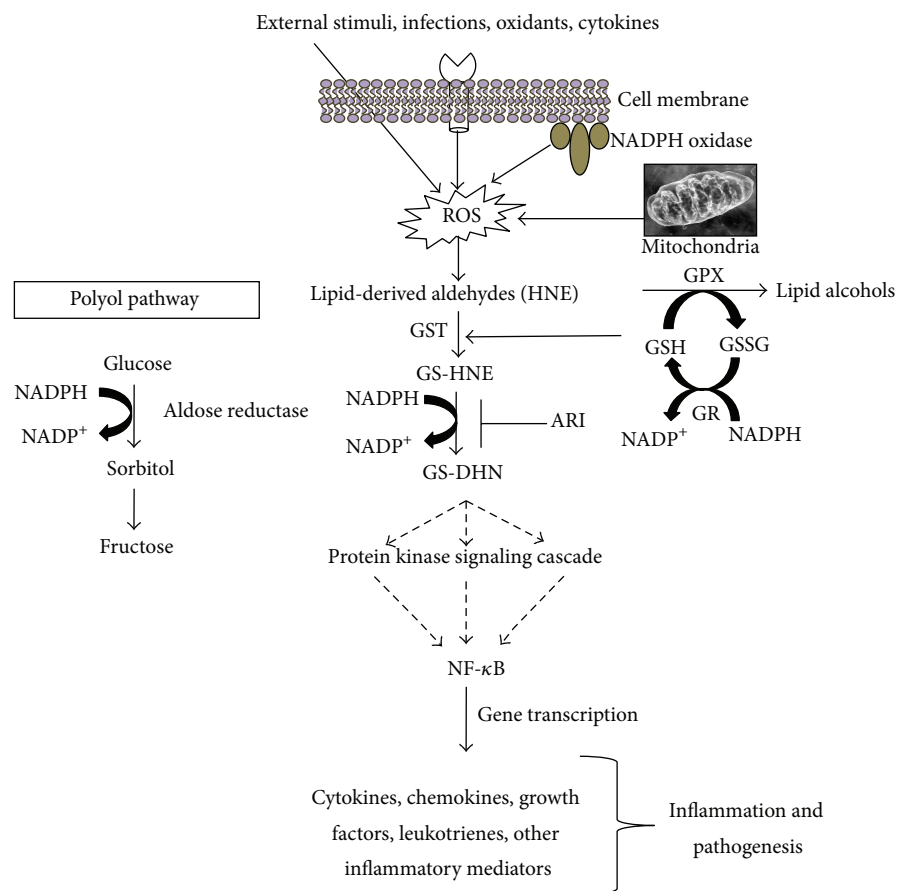 External stimuli, infections, oxidants, cytokines
Cell membrane
NADPH oxidase
ROS
Mitochondria
Polyol pathway
Glucose
NADPH
NADP+
Aldose reductase
Sorbitol
Fructose
Lipid-derived aldehydes (HNE)
GST
GS-HNE
NADPH
NADP+
ARI
GS-DHN
GPX
Lipid alcohols
GSH
GSSG
GR
NADP+
NADPH
Protein kinase signaling cascade
NF-κB
Gene transcription
Cytokines, chemokines, growth
factors, leukotrienes, other
inflammatory mediators
Inflammation and
pathogenesis